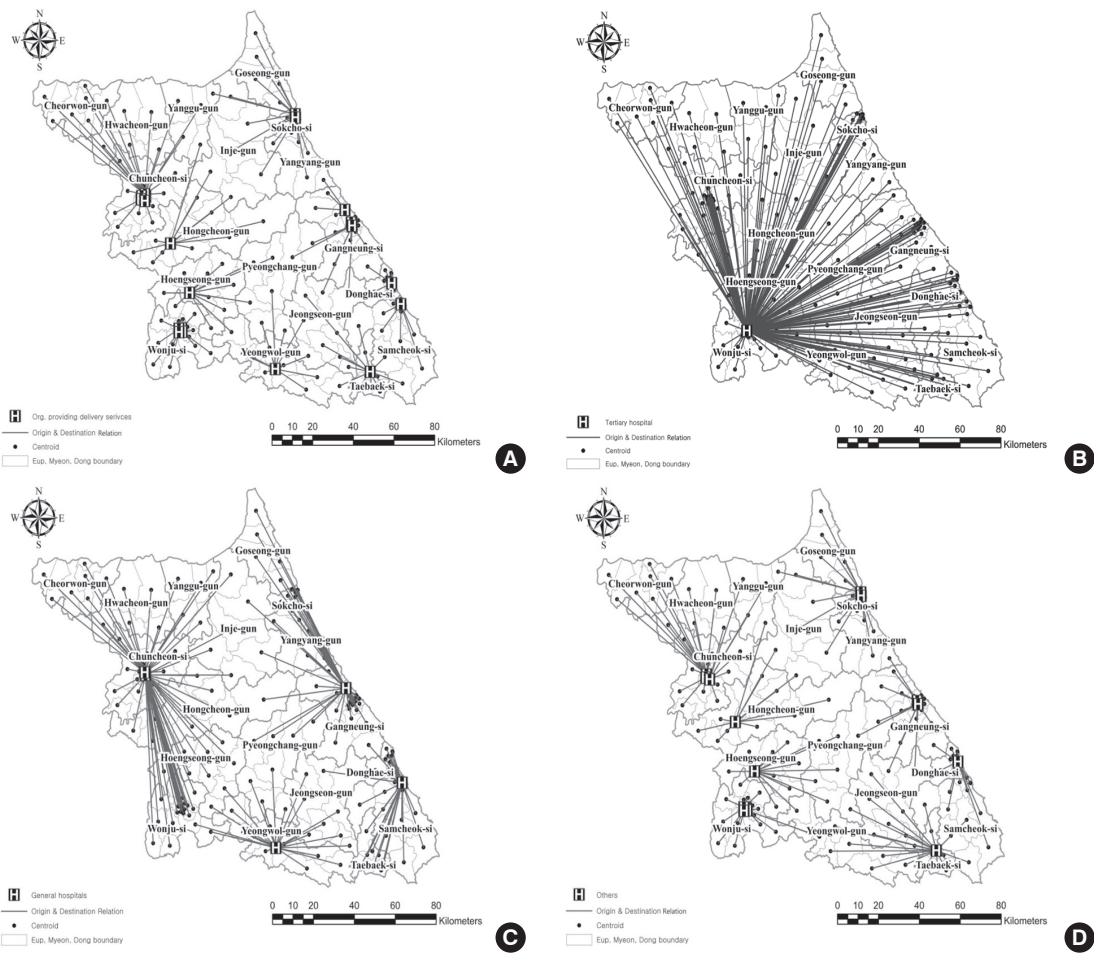 N
W E
S
Goseong-gun
Cheorwon-gun
Yanggu-gun
Hwacheon-gun
Sokcho-si
Inje-gun
Yangyang-gun
Chuncheon-si
Hongcheon-gun
Gangneung-si
Pyeongchang-gun
Hoengseong-gun
Donghae-si
Jeongseon-gun
Wonju-si
Yeongwol-gun
Samcheok-si
Taebaek-si
H Org. providing delivery serivces
Origin & Destination Relation
Centroid
Eup, Myeon, Dong boundary
0 10 20 40 60 80
Kilometers
A
N
W E
S
Goseong-gun
Cheorwon-gun
Yanggu-gun
Hwacheon-gun
Sokcho-si
Inje-gun
Yangyang-gun
Chuncheon-si
Hongcheon-gun
Gangneung-si
Pyeongchang-gun
Hoengseong-gun
Donghae-si
Jeongseon-gun
Wonju-si
Yeongwol-gun
Samcheok-si
Taebaek-si
H Tertiary hospital
Origin & Destination Relation
Centroid
Eup, Myeon, Dong boundary
0 10 20 40 60 80
Kilometers
B
N
W E
S
Goseong-gun
Cheorwon-gun
Yanggu-gun
Hwacheon-gun
Sokcho-si
Inje-gun
Yangyang-gun
Chuncheon-si
Hongcheon-gun
Gangneung-si
Pyeongchang-gun
Hoengseong-gun
Donghae-si
Jeongseon-gun
Wonju-si
Yeongwol-gun
Samcheok-si
Taebaek-si
H General hospitals
Origin & Destination Relation
Centroid
Eup, Myeon, Dong boundary
0 10 20 40 60 80
Kilometers
C
N
W E
S
Goseong-gun
Cheorwon-gun
Yanggu-gun
Hwacheon-gun
Sokcho-si
Inje-gun
Yangyang-gun
Chuncheon-si
Hongcheon-gun
Gangneung-si
Pyeongchang-gun
Hoengseong-gun
Donghae-si
Jeongseon-gun
Wonju-si
Yeongwol-gun
Samcheok-si
Taebaek-si
H Others
Origin & Destination Relation
Centroid
Eup, Myeon, Dong boundary
0 10 20 40 60 80
Kilometers
D